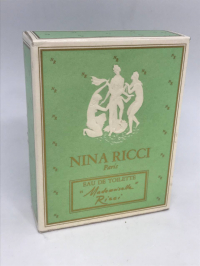 NINA RICCI
Paris
EAU DE TOILETTE
"Mademoiselle"
Ricci